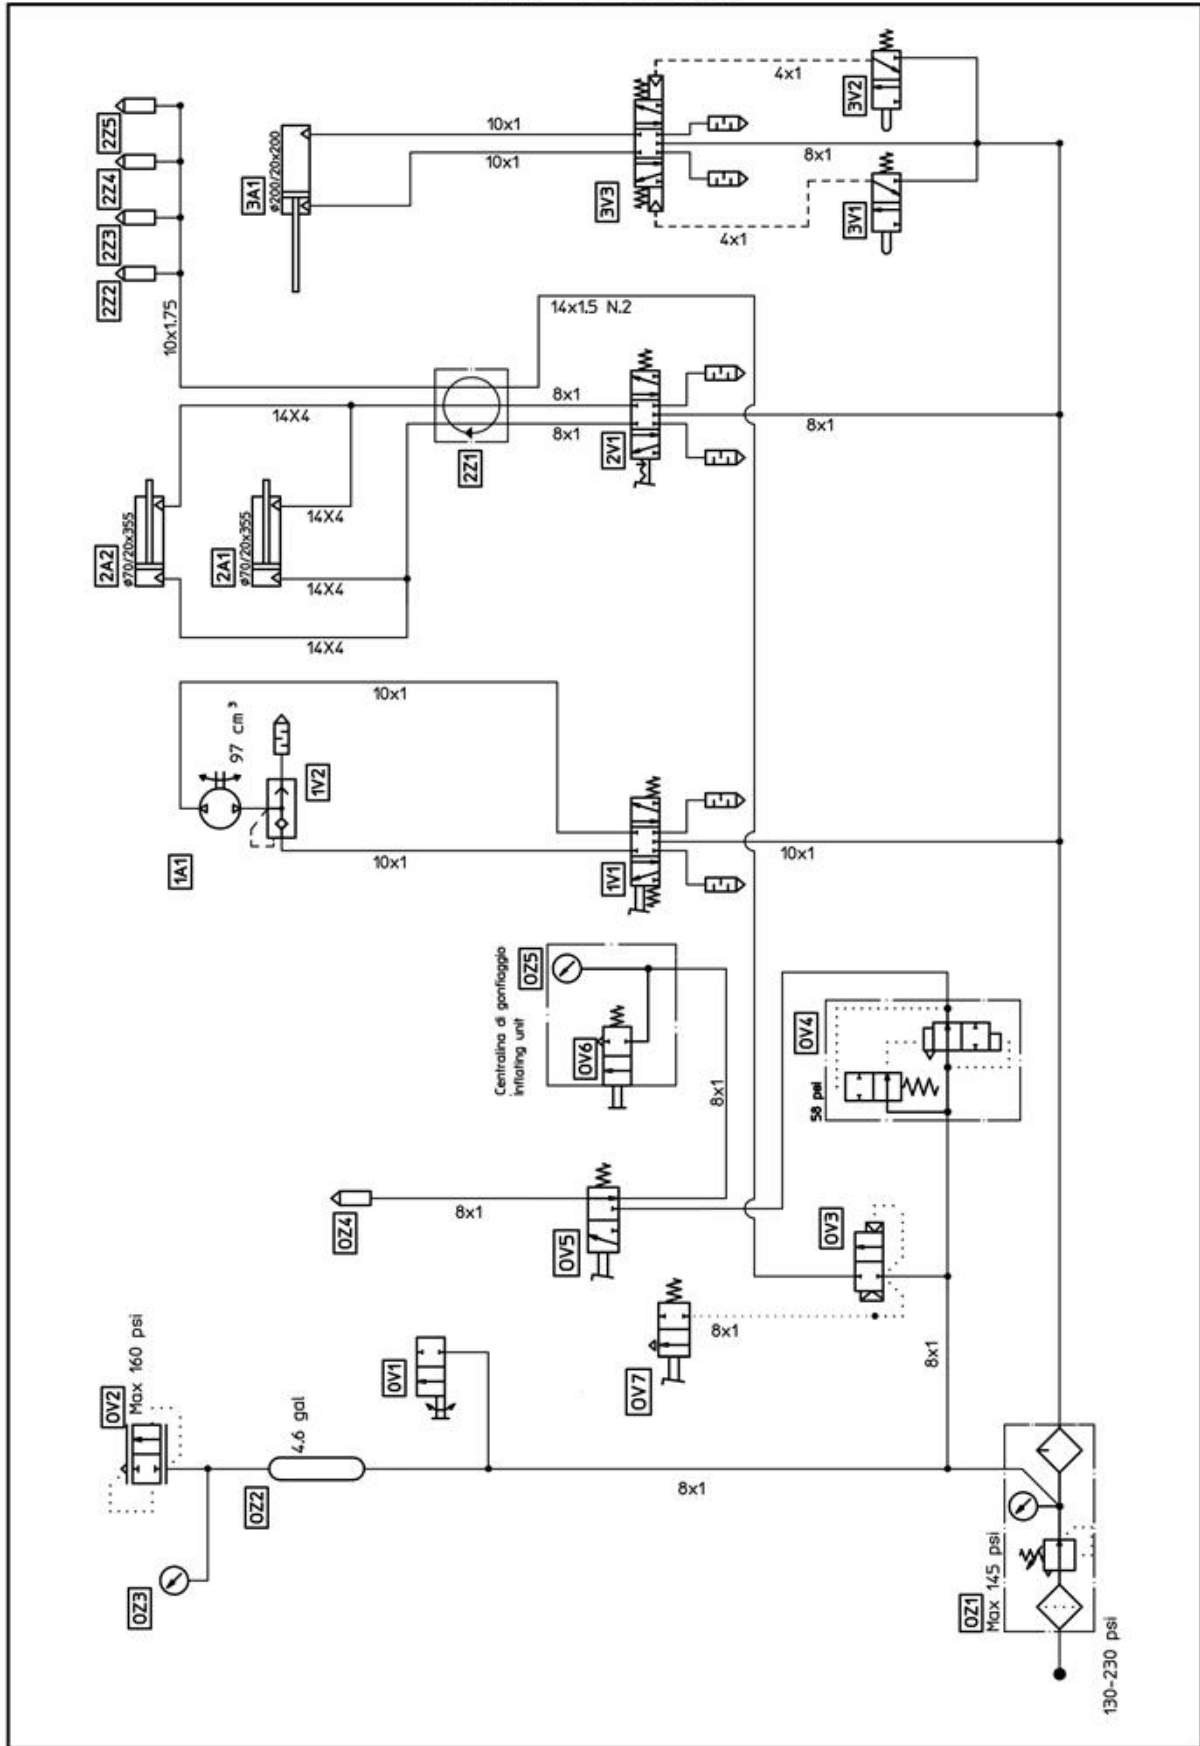 130-230 psi
0Z1
Max 145 psi
0Z3
0Z2
4.6 gal
0V2
Max 160 psi
8x1
0V1
8x1
0V7
8x1
0V3
0Z4
8x1
0V5
8x1
58 psi
0V4
Centralina di gonfiaggio
Inflating unit
0Z5
0V6
1A1
97 cm³
1V2
10x1
10x1
1V1
10x1
2A2
ø70/20x355
2A1
ø70/20x355
14X4
14X4
14X4
14X4
2Z1
8x1
8x1
2V1
8x1
14x1.5 N.2
10x1.75
2Z2
2Z3
2Z4
2Z5
3A1
ø200/20x200
10x1
10x1
3V3
4x1
4x1
8x1
3V1
3V2